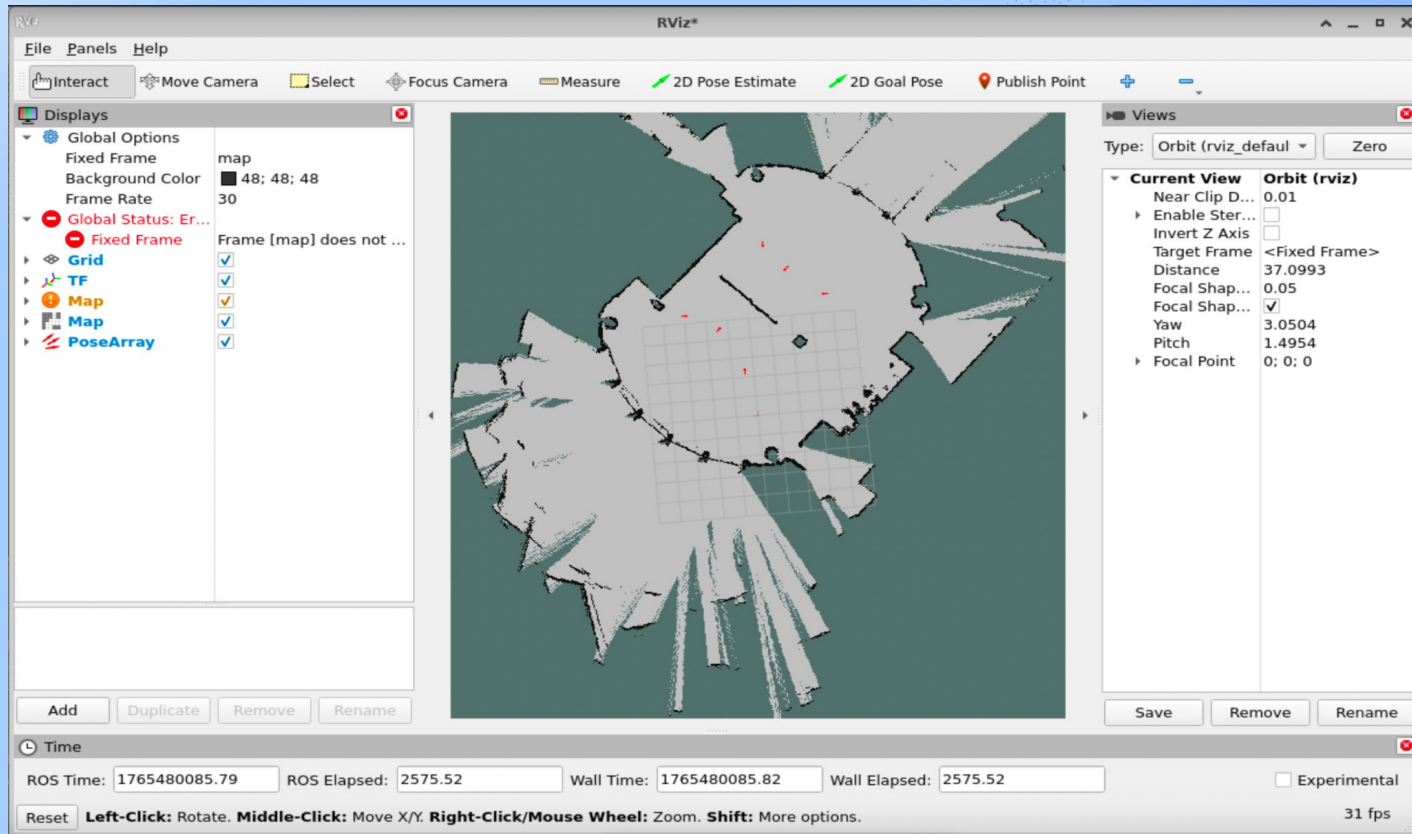 RViz*
File Panels Help
Interact Move Camera Select Focus Camera Measure 2D Pose Estimate 2D Goal Pose Publish Point
Displays
Global Options
Fixed Frame map
Background Color 48; 48; 48
Frame Rate 30
Global Status: Er...
Fixed Frame Frame [map] does not ...
Grid
TF
Map
Map
PoseArray
Add Duplicate Remove Rename
Views
Type: Orbit (rviz_defaul Zero
Current View Orbit (rviz)
Near Clip D... 0.01
Enable Ster...
Invert Z Axis
Target Frame <Fixed Frame>
Distance 37.0993
Focal Shap... 0.05
Focal Shap...
Yaw 3.0504
Pitch 1.4954
Focal Point 0; 0; 0
Save Remove Rename
Time
ROS Time: 1765480085.79 ROS Elapsed: 2575.52 Wall Time: 1765480085.82 Wall Elapsed: 2575.52 Experimental
Reset Left-Click: Rotate. Middle-Click: Move X/Y. Right-Click/Mouse Wheel: Zoom. Shift: More options. 31 fps